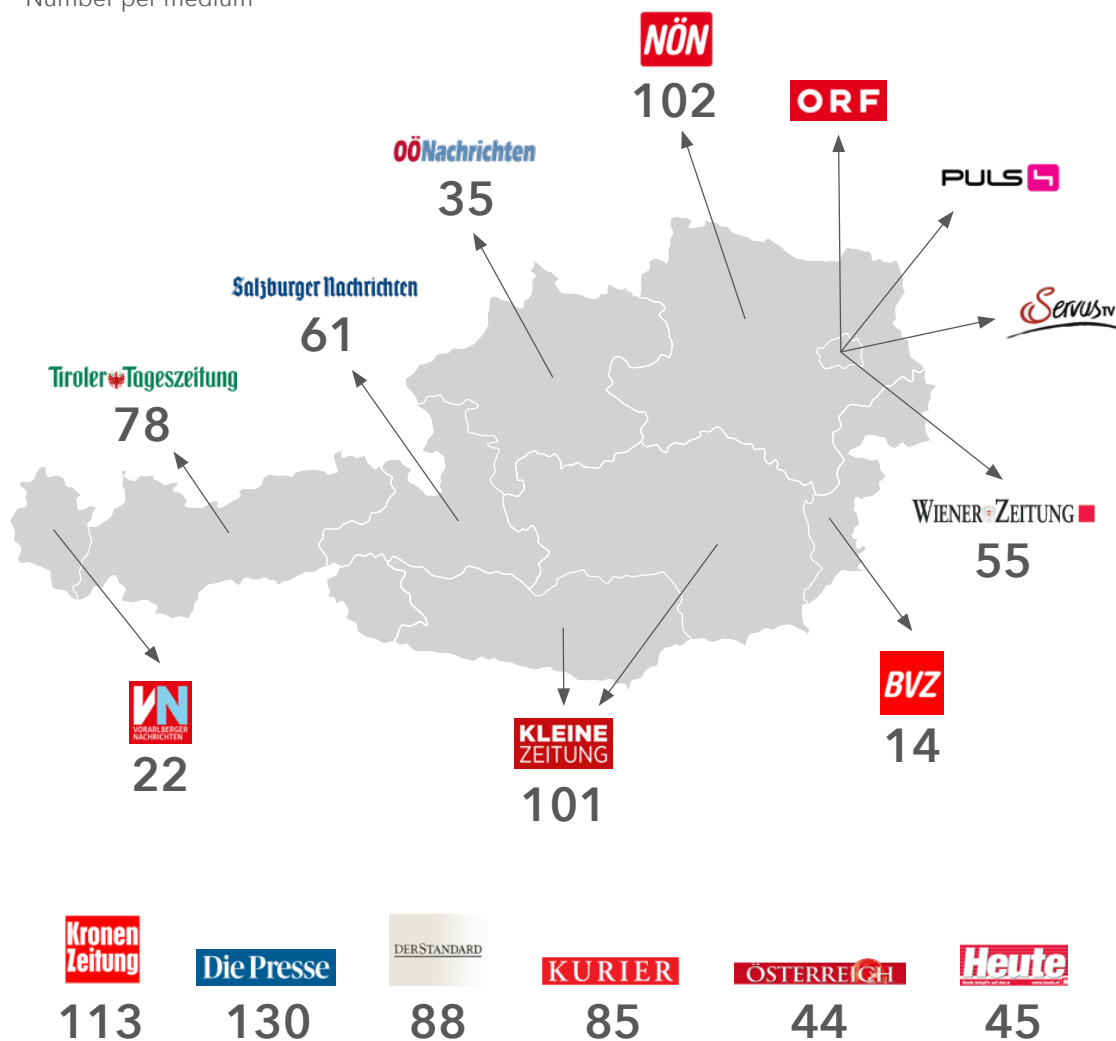 Number per medium
NÖN
102
ORF
OÖNachrichten
35
PULS 4
Salzburger Nachrichten
61
ServusTV
Tiroler Tageszeitung
78
WIENER ZEITUNG
55
VN
VORARLBERGER
NACHRICHTEN
22
KLEINE
ZEITUNG
101
BVZ
14
Kronen
Zeitung
113
Die Presse
130
DERSTANDARD
88
KURIER
85
ÖSTERREICH
44
Heute
45